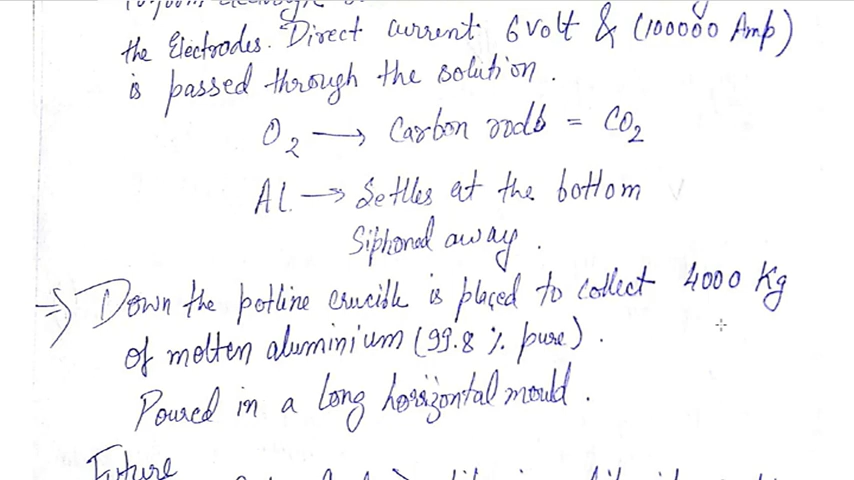 the Electrodes. Direct current 6 volt & (100000 Amp)
is passed through the solution.
O2 → Carbon rods = CO2
Al. → Settles at the bottom
Siphoned away.
⇒ Down the potline crucible is placed to collect 4000 Kg
of molten aluminium (99.8 % pure).
Poured in a long horizontal mould.
Future